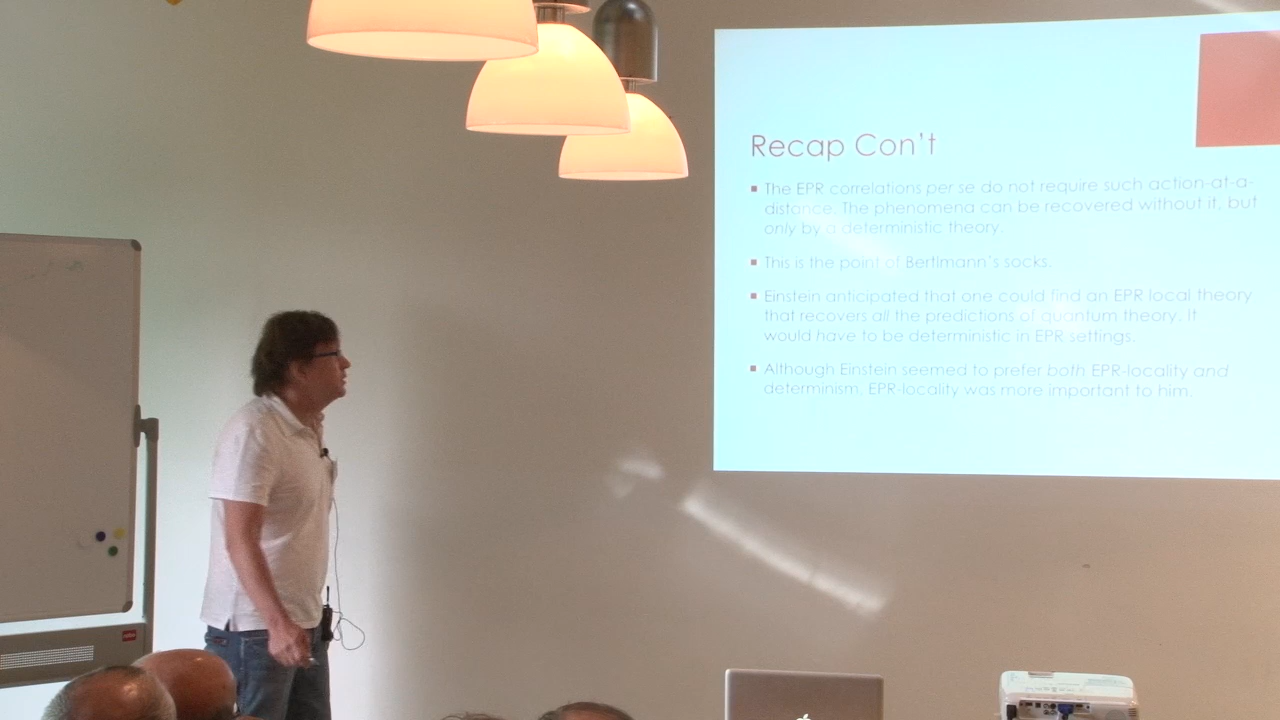 Recap Con't
▪ The EPR correlations per se do not require such action-at-a-
distance. The phenomena can be recovered without it, but
only by a deterministic theory.
▪ This is the point of Bertlmann's socks.
▪ Einstein anticipated that one could find an EPR local theory
that recovers all the predictions of quantum theory. It
would have to be deterministic in EPR settings.
▪ Although Einstein seemed to prefer both EPR-locality and
determinism, EPR-locality was more important to him.